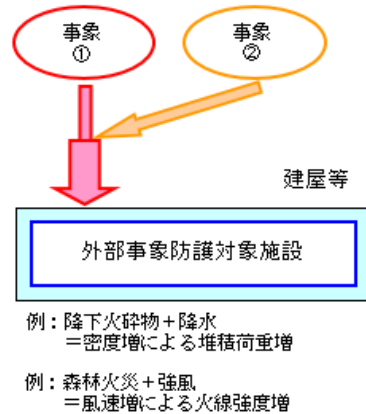 事象
①
事象
②
建屋等
外部事象防護対象施設
例：降下火砕物＋降水
＝密度増による堆積荷重増
例：森林火災＋強風
＝風速増による火線強度増